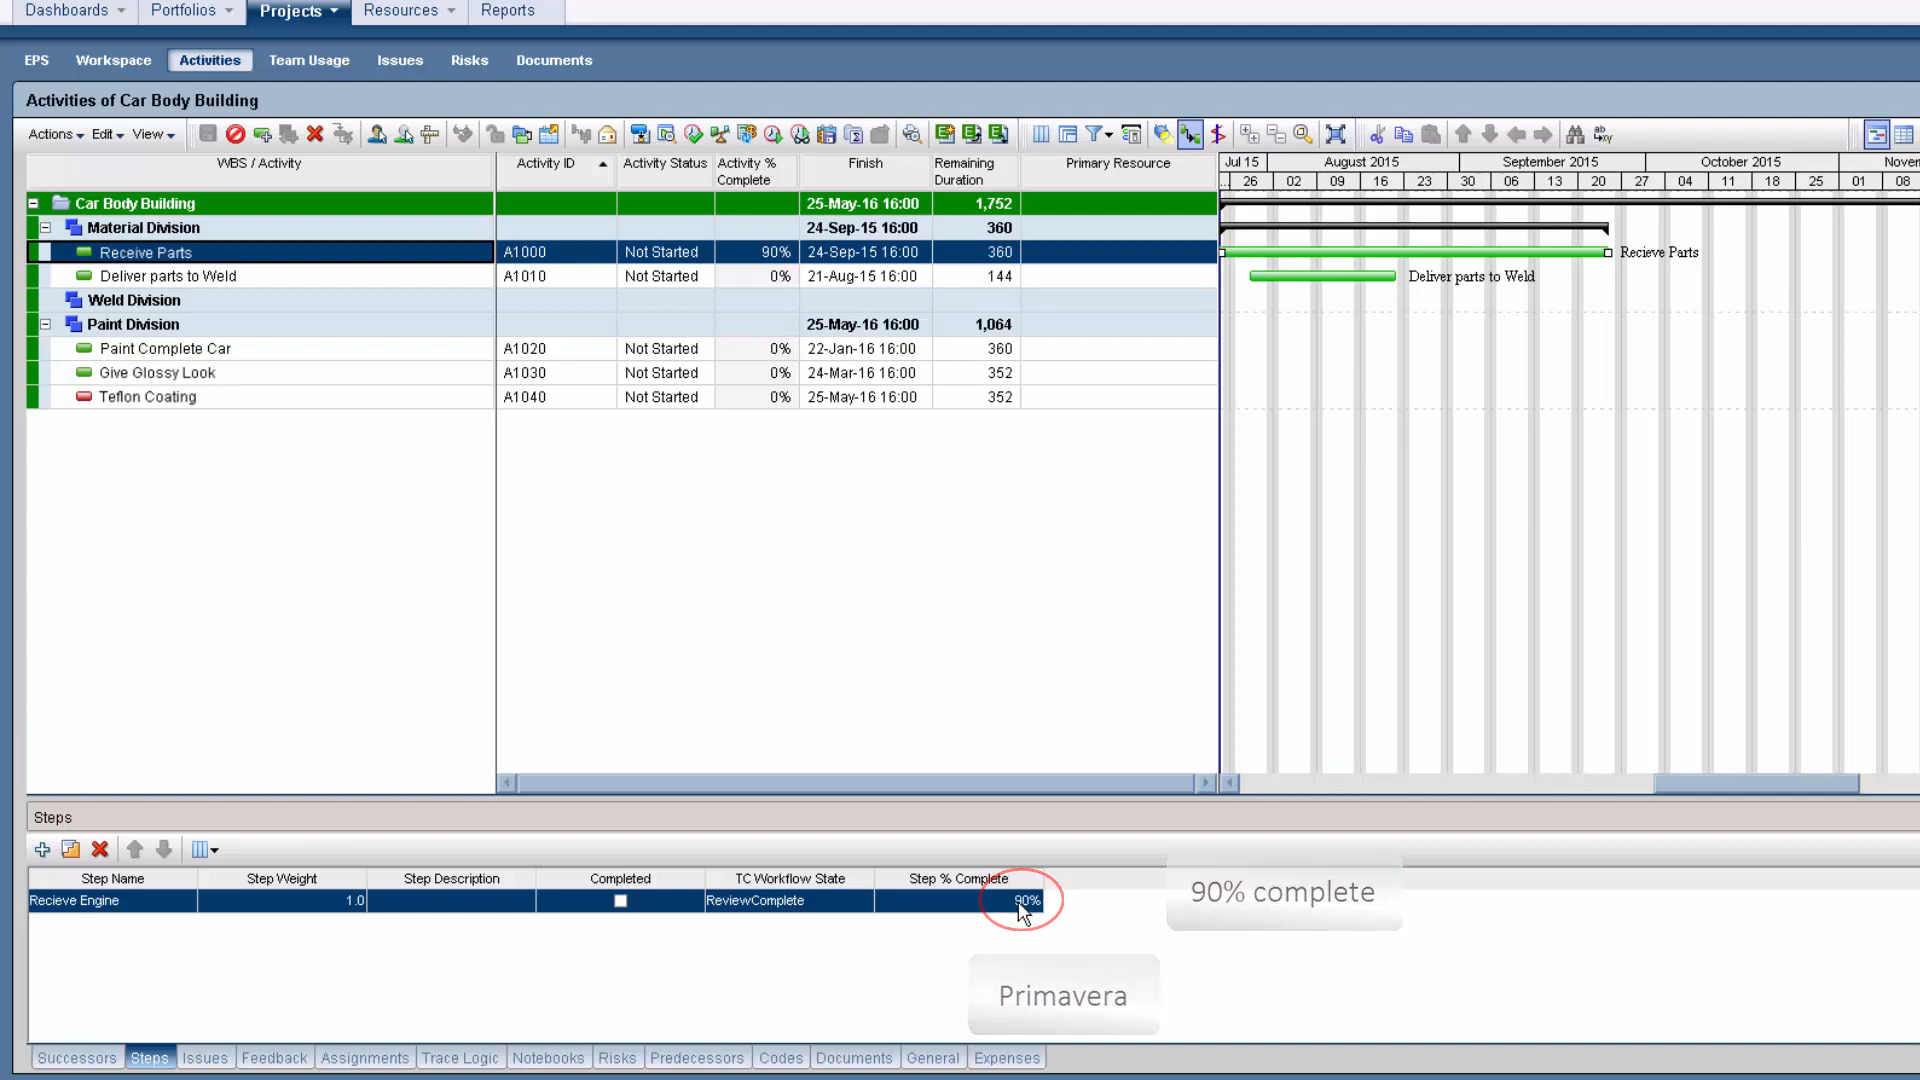 Dashboards Portfolios Projects Resources Reports
EPS Workspace Activities Team Usage Issues Risks Documents
Activities of Car Body Building
Actions Edit View
WBS / Activity Activity ID Activity Status Activity % Complete Finish Remaining Duration Primary Resource
Jul 15 August 2015 September 2015 October 2015 Noven
... 26 02 09 16 23 30 06 13 20 27 04 11 18 25 01 08
Car Body Building 25-May-16 16:00 1,752
Material Division 24-Sep-15 16:00 360
Receive Parts A1000 Not Started 90% 24-Sep-15 16:00 360 Recieve Parts
Deliver parts to Weld A1010 Not Started 0% 21-Aug-15 16:00 144 Deliver parts to Weld
Weld Division
Paint Division 25-May-16 16:00 1,064
Paint Complete Car A1020 Not Started 0% 22-Jan-16 16:00 360
Give Glossy Look A1030 Not Started 0% 24-Mar-16 16:00 352
Teflon Coating A1040 Not Started 0% 25-May-16 16:00 352
Steps
Step Name Step Weight Step Description Completed TC Workflow State Step % Complete
Recieve Engine 1.0 ReviewComplete 90%
90% complete
Primavera
Successors Steps Issues Feedback Assignments Trace Logic Notebooks Risks Predecessors Codes Documents General Expenses